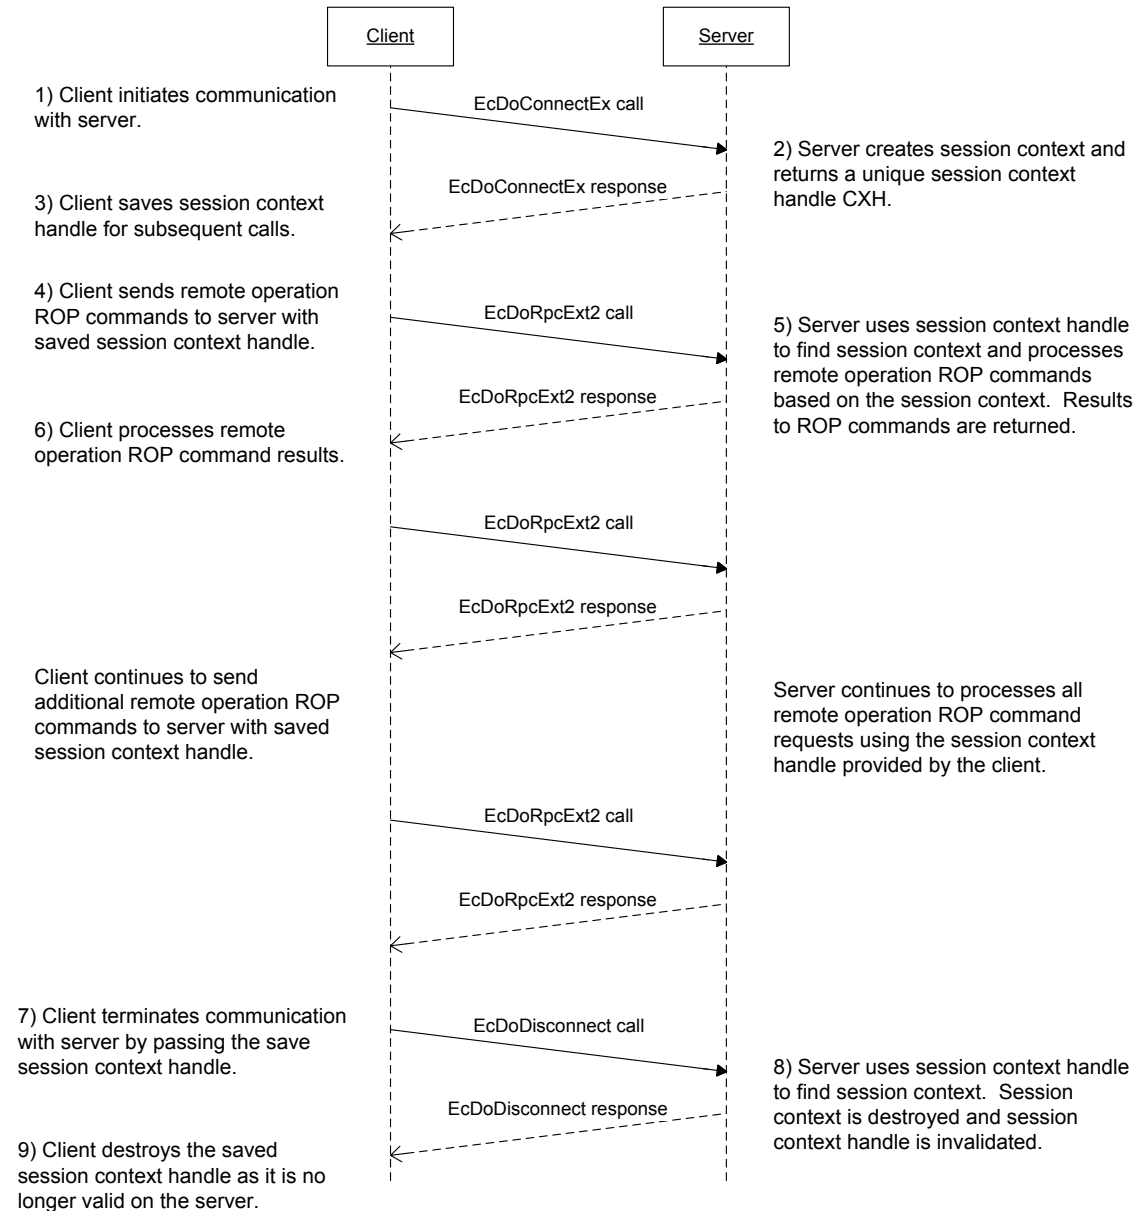 Client
Server
1) Client initiates communication
with server.
EcDoConnectEx call
2) Server creates session context and
returns a unique session context
handle CXH.
EcDoConnectEx response
3) Client saves session context
handle for subsequent calls.
4) Client sends remote operation
ROP commands to server with
saved session context handle.
EcDoRpcExt2 call
5) Server uses session context handle
to find session context and processes
remote operation ROP commands
based on the session context.  Results
to ROP commands are returned.
EcDoRpcExt2 response
6) Client processes remote
operation ROP command results.
EcDoRpcExt2 call
EcDoRpcExt2 response
Client continues to send
additional remote operation ROP
commands to server with saved
session context handle.
Server continues to processes all
remote operation ROP command
requests using the session context
handle provided by the client.
EcDoRpcExt2 call
EcDoRpcExt2 response
7) Client terminates communication
with server by passing the save
session context handle.
EcDoDisconnect call
8) Server uses session context handle
to find session context.  Session
context is destroyed and session
context handle is invalidated.
EcDoDisconnect response
9) Client destroys the saved
session context handle as it is no
longer valid on the server.